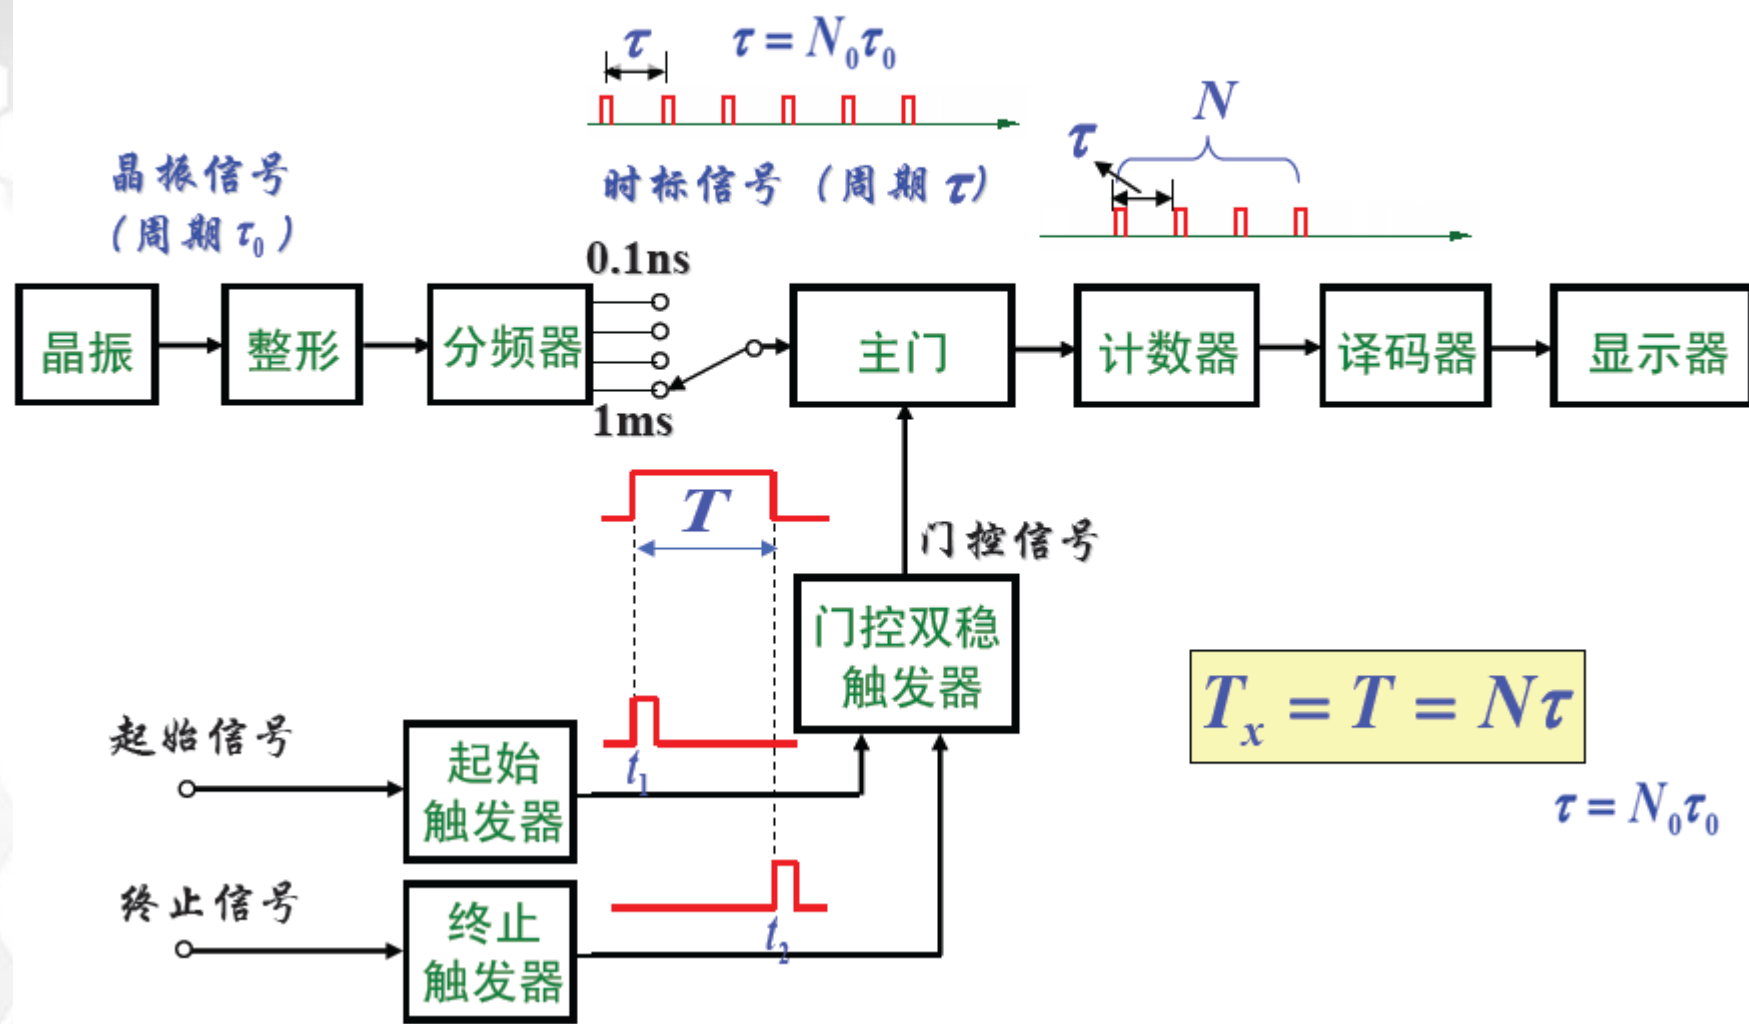 τ
τ = N₀τ₀
N
τ
晶振信号
（周期 τ₀）
时标信号（周期 τ）
0.1ns
晶振
整形
分频器
主门
计数器
译码器
显示器
1ms
T
门控信号
门控双稳
触发器
Tₓ = T = Nτ
τ = N₀τ₀
起始信号
起始
触发器
t₁
终止信号
终止
触发器
t₂